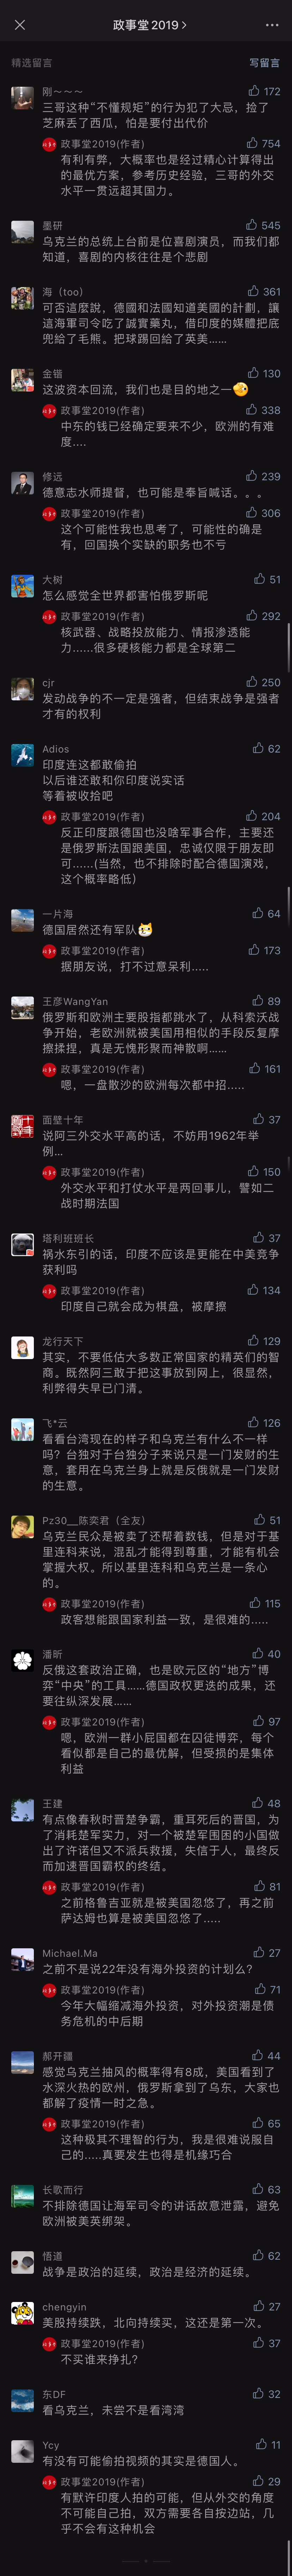 政事堂2019
精选留言
写留言
刚～～～
172
三哥这种“不懂规矩”的行为犯了大忌，捡了
芝麻丢了西瓜，怕是要付出代价
政事堂2019(作者)
754
有利有弊，大概率也是经过精心计算得出
的最优方案，参考历史经验，三哥的外交
水平一贯远超其国力。
墨研
545
乌克兰的总统上台前是位喜剧演员，而我们都
知道，喜剧的内核往往是个悲剧
海（too）
361
可否這麼說，德國和法國知道美國的計劃，讓
這海軍司令吃了誠實藥丸，借印度的媒體把底
兜給了毛熊。把球踢回給了英美……
金锴
130
这波资本回流，我们也是目的地之一
政事堂2019(作者)
338
中东的钱已经确定要来不少，欧洲的有难
度....
修远
239
德意志水师提督，也可能是奉旨喊话。。。
政事堂2019(作者)
306
这个可能性我也思考了，可能性的确是
有，回国换个实缺的职务也不亏
大树
51
怎么感觉全世界都害怕俄罗斯呢
政事堂2019(作者)
292
核武器、战略投放能力、情报渗透能
力......很多硬核能力都是全球第二
cjr
250
发动战争的不一定是强者，但结束战争是强者
才有的权利
Adios
62
印度连这都敢偷拍
以后谁还敢和你印度说实话
等着被收拾吧
政事堂2019(作者)
204
反正印度跟德国也没啥军事合作，主要还
是俄罗斯法国跟美国，忠诚仅限于朋友即
可......(当然，也不排除时配合德国演戏，
这个概率略低）
一片海
64
德国居然还有军队
政事堂2019(作者)
173
据朋友说，打不过意呆利.....
王彦WangYan
89
俄罗斯和欧洲主要股指都跳水了，从科索沃战
争开始，老欧洲就被美国用相似的手段反复摩
擦揉捏，真是无愧形聚而神散啊……
政事堂2019(作者)
161
嗯，一盘散沙的欧洲每次都中招.....
面壁十年
37
说阿三外交水平高的话，不妨用1962年举
例…
政事堂2019(作者)
150
外交水平和打仗水平是两回事儿，譬如二
战时期法国
塔利班班长
37
祸水东引的话，印度不应该是更能在中美竞争
获利吗
政事堂2019(作者)
134
印度自己就会成为棋盘，被摩擦
龙行天下
129
其实，不要低估大多数正常国家的精英们的智
商。既然阿三敢于把这事放到网上，很显然，
利弊得失早已门清。
飞*云
126
看看台湾现在的样子和乌克兰有什么不一样
吗？台独对于台独分子来说只是一门发财的生
意，套用在乌克兰身上就是反俄就是一门发财
的生意。
Pz30__陈奕君（全友）
51
乌克兰民众是被卖了还帮着数钱，但是对于基
里连科来说，混乱才能得到尊重，才能有机会
掌握大权。所以基里连科和乌克兰是一条心
的。
政事堂2019(作者)
115
政客想能跟国家利益一致，是很难的.....
潘昕
40
反俄这套政治正确，也是欧元区的“地方”博
弈“中央”的工具……德国政权更迭的成果，还
要往纵深发展……
政事堂2019(作者)
97
嗯，欧洲一群小屁国都在囚徒博弈，每个
看似都是自己的最优解，但受损的是集体
利益
王建
48
有点像春秋时晋楚争霸，重耳死后的晋国，为
了消耗楚军实力，对一个被楚军围困的小国做
出了许诺但又不派兵救援，失信于人，最终反
而加速晋国霸权的终结。
政事堂2019(作者)
81
之前格鲁吉亚就是被美国忽悠了，再之前
萨达姆也算是被美国忽悠了.....
Michael.Ma
27
之前不是说22年没有海外投资的计划么？
政事堂2019(作者)
71
今年大幅缩减海外投资，对外投资潮是债
务危机的中后期
郝开疆
44
感觉乌克兰抽风的概率得有8成，美国看到了
水深火热的欧州，俄罗斯拿到了乌东，大家也
都解了疫情一时之急。
政事堂2019(作者)
65
这种极其不理智的行为，我是很难说服自
己的.....真要发生也得是机缘巧合
长歌而行
63
不排除德国让海军司令的讲话故意泄露，避免
欧洲被美英绑架。
悟道
62
战争是政治的延续，政治是经济的延续。
chengyin
27
美股持续跌，北向持续买，这还是第一次。
政事堂2019(作者)
37
不买谁来挣扎？
东DF
32
看乌克兰，未尝不是看湾湾
Ycy
11
有没有可能偷拍视频的其实是德国人。
政事堂2019(作者)
29
有默许印度人拍的可能，但从外交的角度
不可能自己拍，双方需要各自按边站，几
乎不会有这种机会